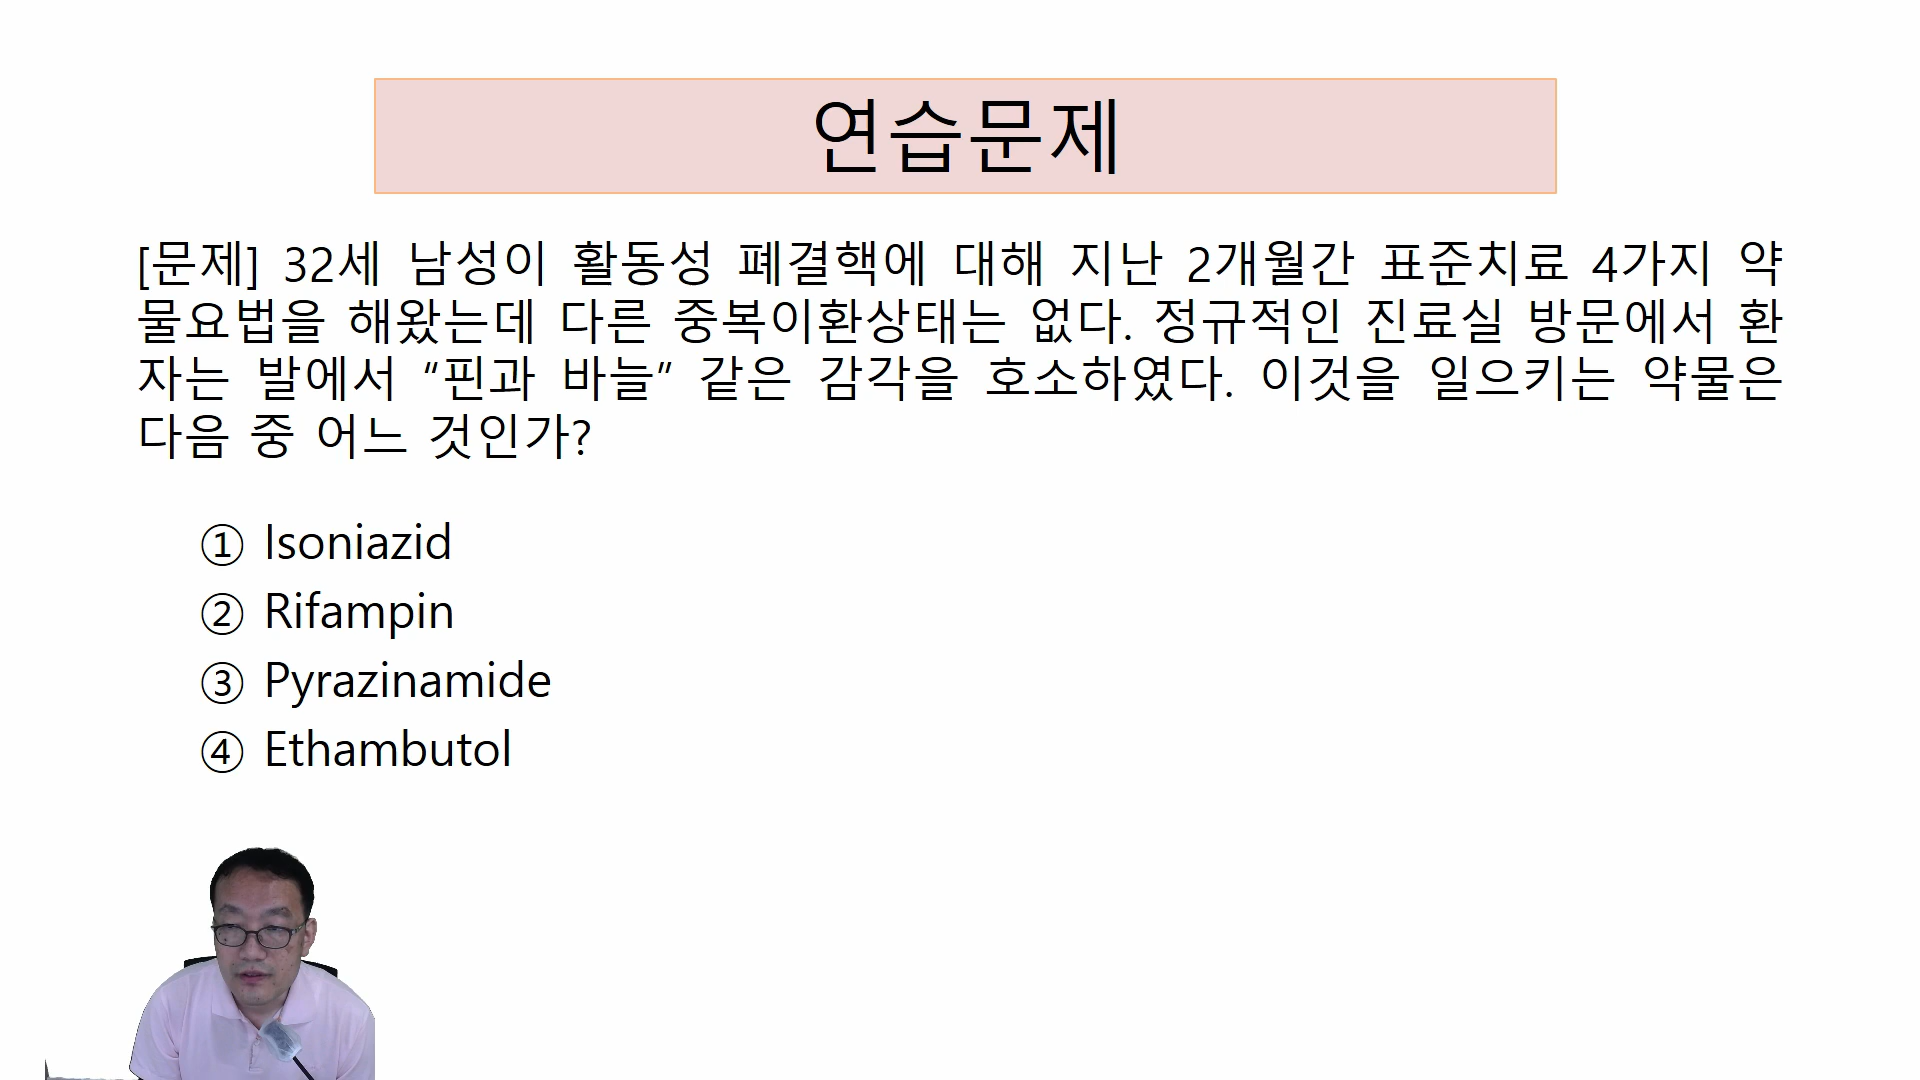 연습문제
[문제] 32세 남성이 활동성 폐결핵에 대해 지난 2개월간 표준치료 4가지 약
물요법을 해왔는데 다른 중복이환상태는 없다. 정규적인 진료실 방문에서 환
자는 발에서 “핀과 바늘” 같은 감각을 호소하였다. 이것을 일으키는 약물은
다음 중 어느 것인가?
① Isoniazid
② Rifampin
③ Pyrazinamide
④ Ethambutol